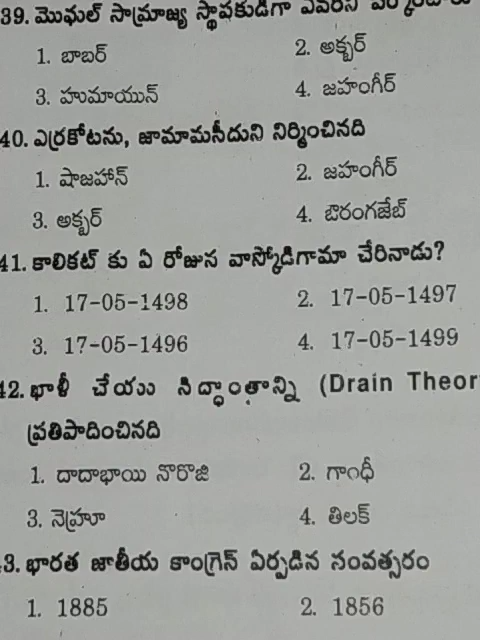 39. మొఘల్ సామ్రాజ్య స్థాపకుడిగా ఎవరిని
1. బాబర్ 2. అక్బర్
3. హుమాయున్ 4. జహంగీర్
40. ఎర్రకోటను, జామామసీదుని నిర్మించినది
1. షాజహాన్ 2. జహంగీర్
3. అక్బర్ 4. ఔరంగజేబ్
41. కాలికట్ కు ఏ రోజున వాస్కోడిగామా చేరినాడు?
1. 17-05-1498 2. 17-05-1497
3. 17-05-1496 4. 17-05-1499
42. ఖాళీ చేయు సిద్ధాంతాన్ని (Drain Theor
ప్రతిపాదించినది
1. దాదాభాయి నౌరోజి 2. గాంధీ
3. నెహ్రూ 4. తిలక్
3. భారత జాతీయ కాంగ్రెస్ ఏర్పడిన సంవత్సరం
1. 1885 2. 1856